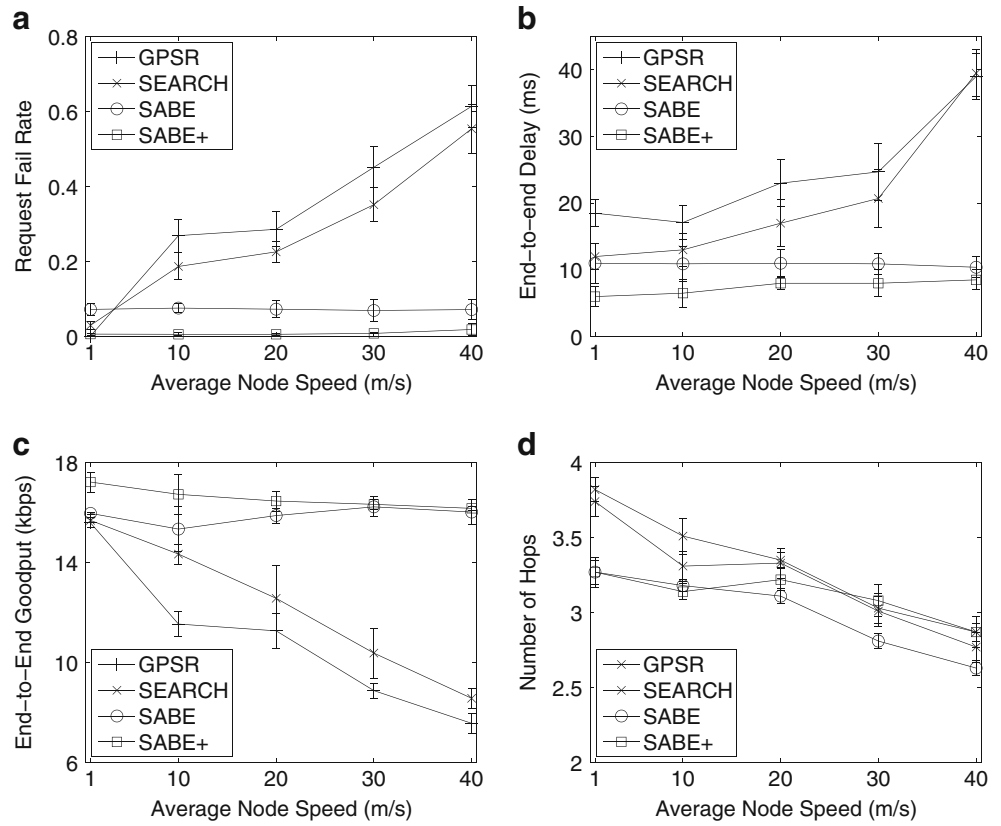 a
0.8
0.6
0.4
0.2
0
Request Fail Rate
GPSR
SEARCH
SABE
SABE+
1 10 20 30 40
Average Node Speed (m/s)
b
40
30
20
10
0
End−to−end Delay (ms)
GPSR
SEARCH
SABE
SABE+
1 10 20 30 40
Average Node Speed (m/s)
c
18
14
10
6
End−to−End Goodput (kbps)
GPSR
SEARCH
SABE
SABE+
1 10 20 30 40
Average Node Speed (m/s)
d
4
3.5
3
2.5
2
Number of Hops
GPSR
SEARCH
SABE
SABE+
1 10 20 30 40
Average Node Speed (m/s)